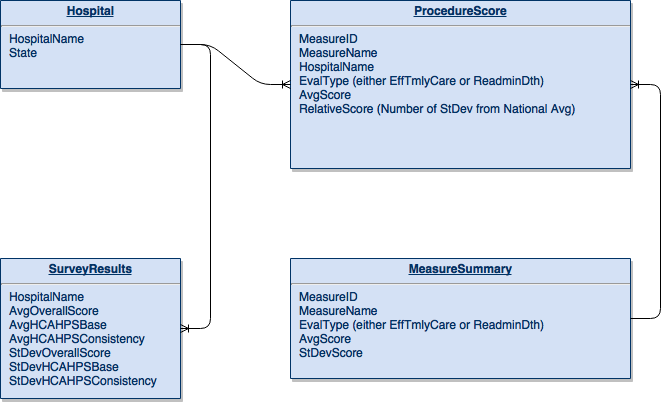 Hospital
HospitalName
State
ProcedureScore
MeasureID
MeasureName
HospitalName
EvalType (either EffTmlyCare or ReadminDth)
AvgScore
RelativeScore (Number of StDev from National Avg)
SurveyResults
HospitalName
AvgOverallScore
AvgHCAHPSBase
AvgHCAHPSConsistency
StDevOverallScore
StDevHCAHPSBase
StDevHCAHPSConsistency
MeasureSummary
MeasureID
MeasureName
EvalType (either EffTmlyCare or ReadminDth)
AvgScore
StDevScore